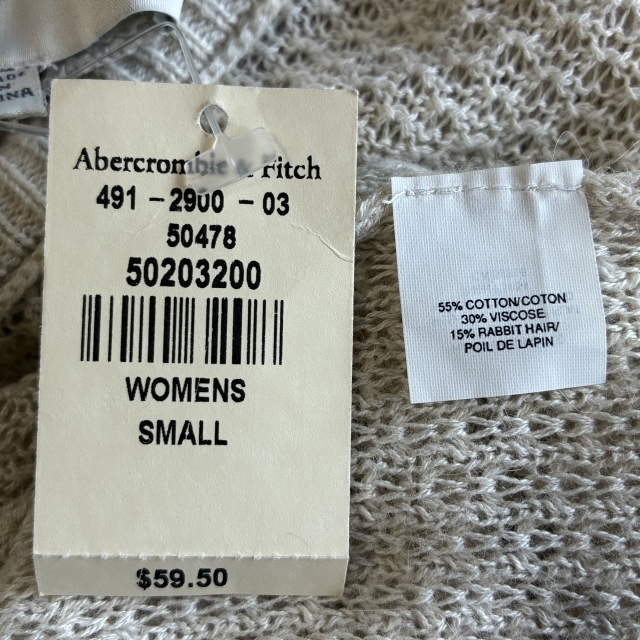 Abercrombie & Fitch
491 - 2900 - 03
50478
50203200
WOMENS
SMALL
$59.50
55% COTTON/COTON
30% VISCOSE
15% RABBIT HAIR/
POIL DE LAPIN